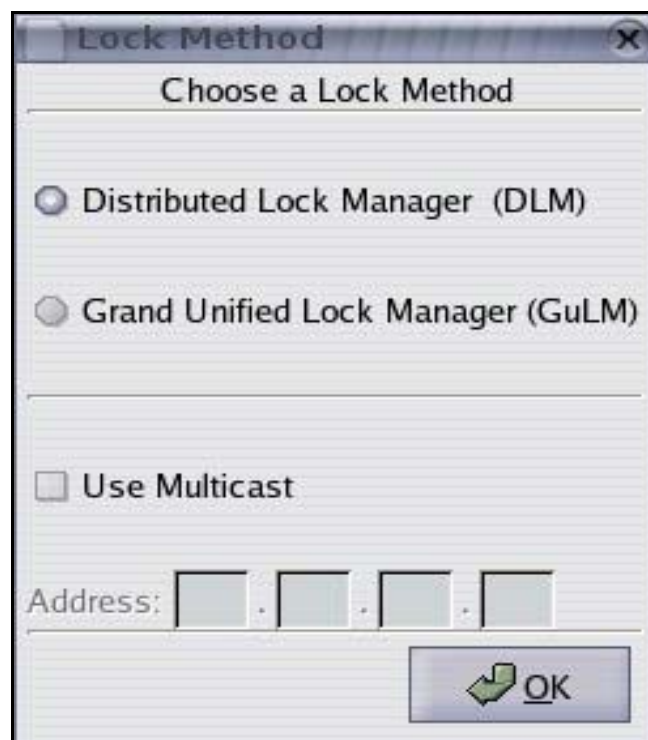 Lock Method
Choose a Lock Method
Distributed Lock Manager (DLM)
Grand Unified Lock Manager (GuLM)
Use Multicast
Address: . . .
OK